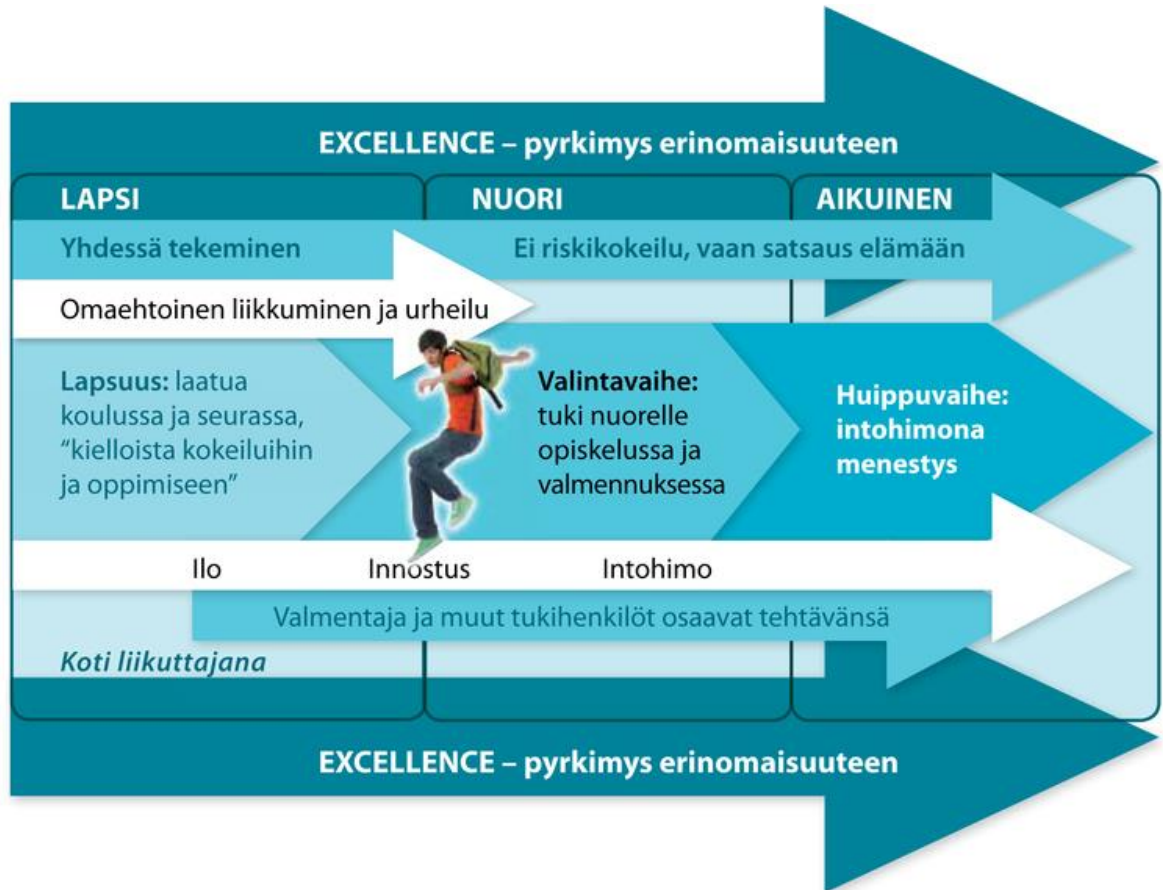 EXCELLENCE – pyrkimys erinomaisuuteen
LAPSI
NUORI
AIKUINEN
Yhdessä tekeminen
Ei riskikokeilu, vaan satsaus elämään
Omaehtoinen liikkuminen ja urheilu
Lapsuus: laatua
koulussa ja seurassa,
“kielloista kokeiluihin
ja oppimiseen”
Valintavaihe:
tuki nuorelle
opiskelussa ja
valmennuksessa
Huippuvaihe:
intohimona
menestys
Ilo
Innostus
Intohimo
Valmentaja ja muut tukihenkilöt osaavat tehtävänsä
Koti liikuttajana
EXCELLENCE – pyrkimys erinomaisuuteen